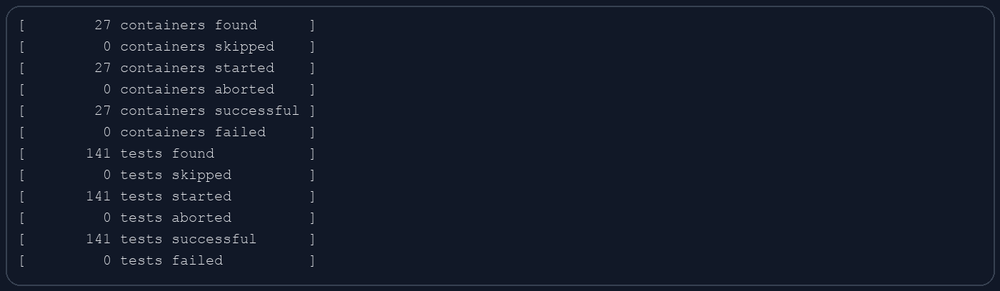 [        27 containers found      ]
[         0 containers skipped    ]
[        27 containers started    ]
[         0 containers aborted    ]
[        27 containers successful ]
[         0 containers failed     ]
[       141 tests found           ]
[         0 tests skipped         ]
[       141 tests started         ]
[         0 tests aborted         ]
[       141 tests successful      ]
[         0 tests failed          ]